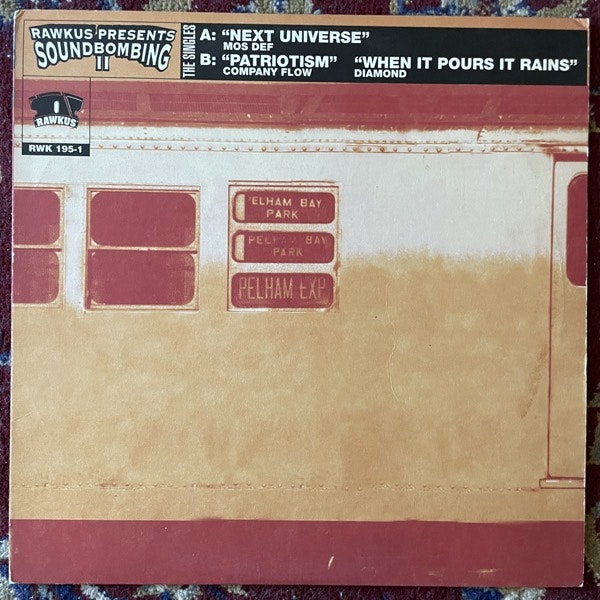 RAWKUS PRESENTS
SOUNDBOMBING
II
THE SINGLES
A: "NEXT UNIVERSE"
MOS DEF
B: "PATRIOTISM" "WHEN IT POURS IT RAINS"
COMPANY FLOW DIAMOND
RAWKUS
RWK 195-1
PELHAM BAY
PARK
PELHAM BAY
PARK
PELHAM EXP